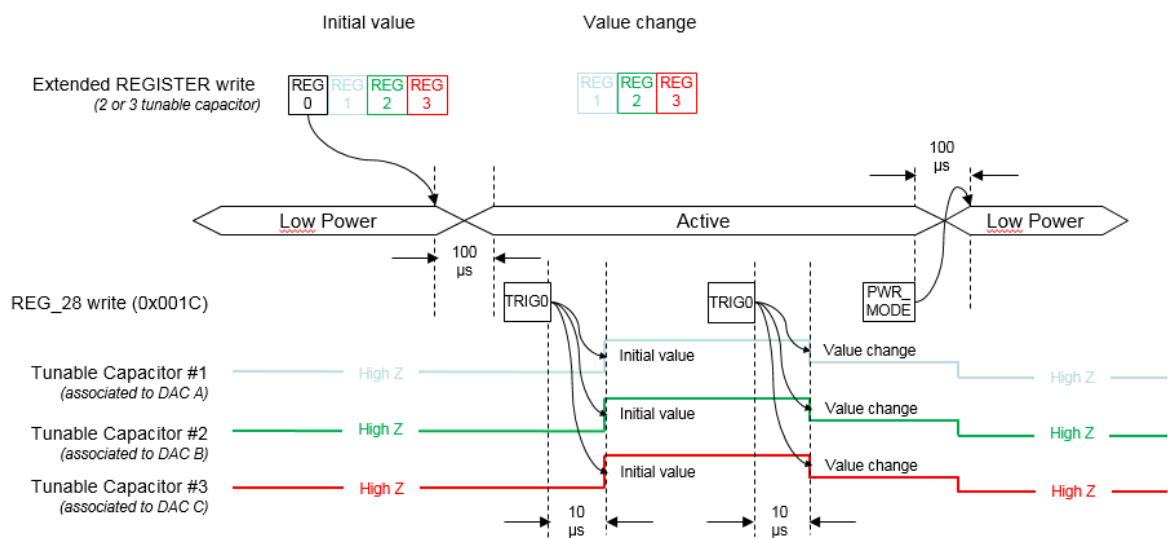 Initial value
Value change
Extended REGISTER write
(2 or 3 tunable capacitor)
REG 0
REG 1
REG 2
REG 3
REG 1
REG 2
REG 3
100 µs
Low Power
Active
Low Power
100 µs
REG_28 write (0x001C)
TRIG0
TRIG0
PWR_MODE
Tunable Capacitor #1
(associated to DAC A)
High Z
Initial value
Value change
High Z
Tunable Capacitor #2
(associated to DAC B)
High Z
Initial value
Value change
High Z
Tunable Capacitor #3
(associated to DAC C)
High Z
Initial value
Value change
High Z
10 µs
10 µs